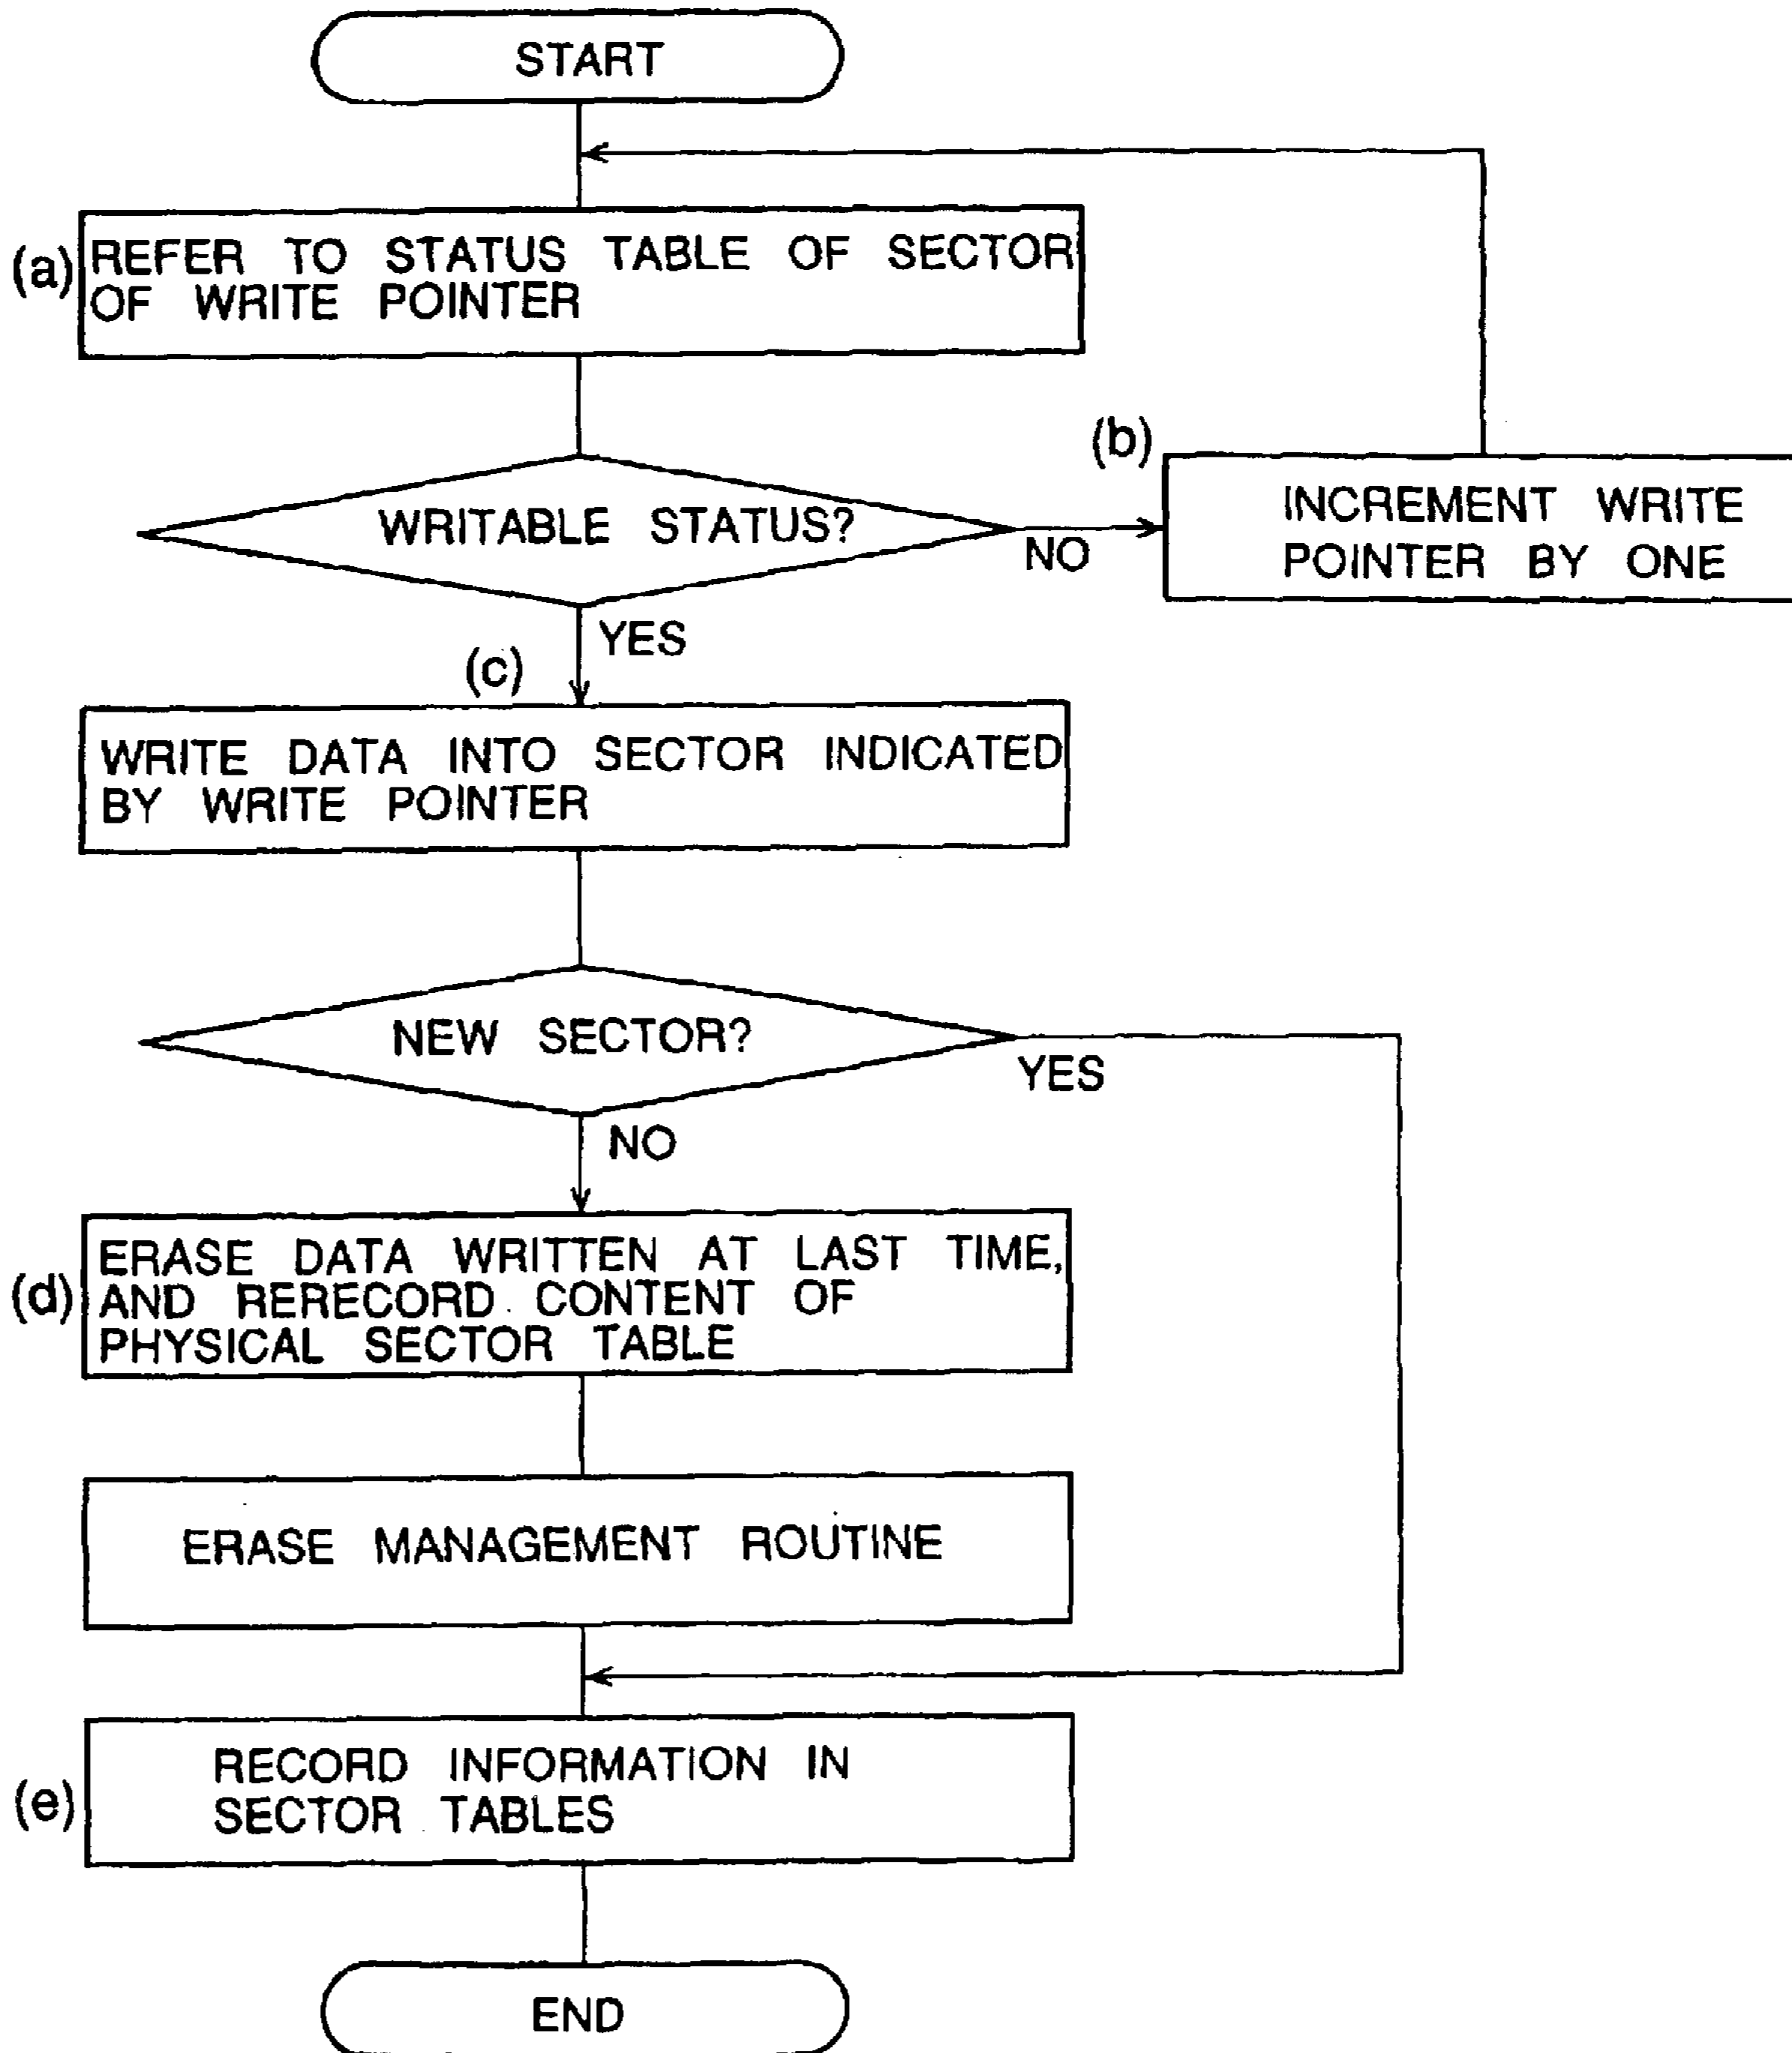 START
(a)
REFER TO STATUS TABLE OF SECTOR
OF WRITE POINTER
WRITABLE STATUS?
NO
(b)
INCREMENT WRITE
POINTER BY ONE
YES
(c)
WRITE DATA INTO SECTOR INDICATED
BY WRITE POINTER
NEW SECTOR?
YES
NO
(d)
ERASE DATA WRITTEN AT LAST TIME,
AND RERECORD CONTENT OF
PHYSICAL SECTOR TABLE
ERASE MANAGEMENT ROUTINE
(e)
RECORD INFORMATION IN
SECTOR TABLES
END